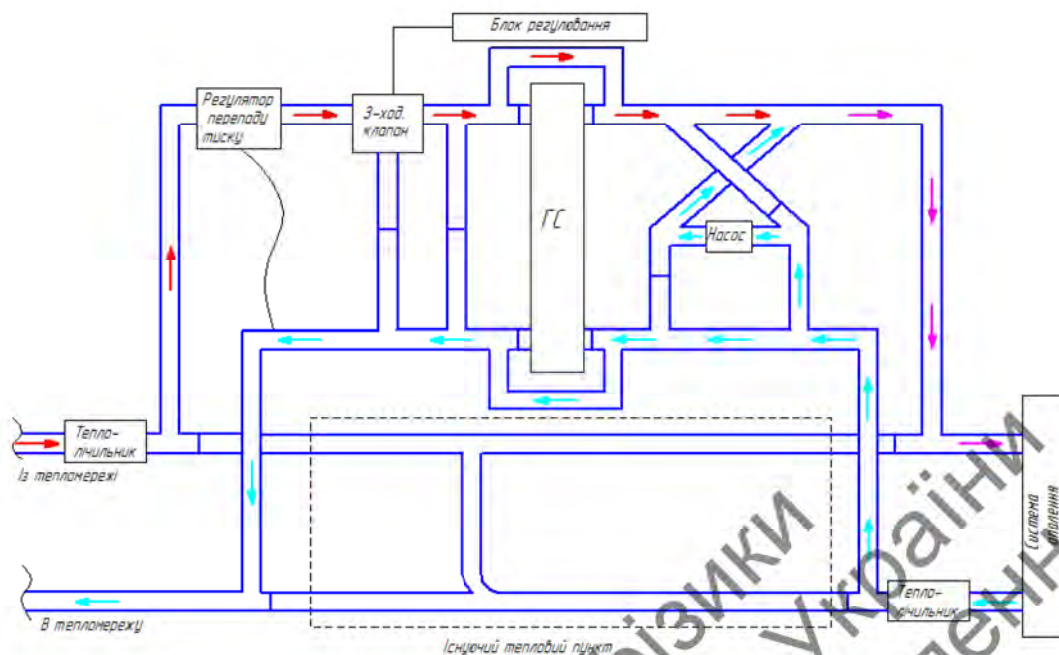 Блок регулювання
Регулятор
перепаду
тиску
3-ход.
клапан
ГС
Насос
Тепло-
лічильник
Із тепломережі
Система
опалення
Тепло-
лічильник
В тепломережу
Існуючий тепловий пункт
фізики
України